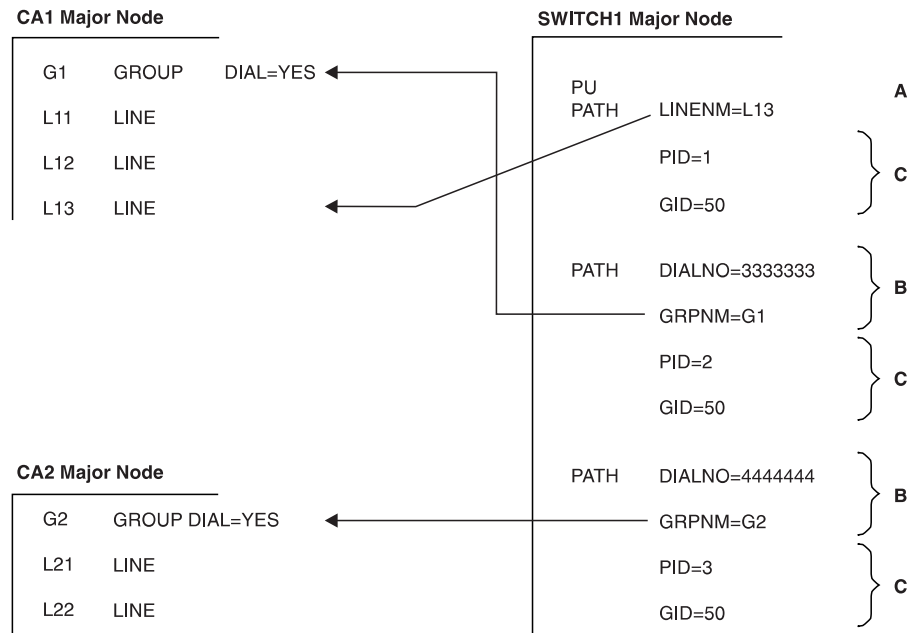 CA1 Major Node
G1 GROUP DIAL=YES
L11 LINE
L12 LINE
L13 LINE
SWITCH1 Major Node
PU A
PATH LINENM=L13
PID=1
C
GID=50
PATH DIALNO=3333333
B
GRPNM=G1
PID=2
C
GID=50
PATH DIALNO=4444444
B
GRPNM=G2
PID=3
C
GID=50
CA2 Major Node
G2 GROUP DIAL=YES
L21 LINE
L22 LINE